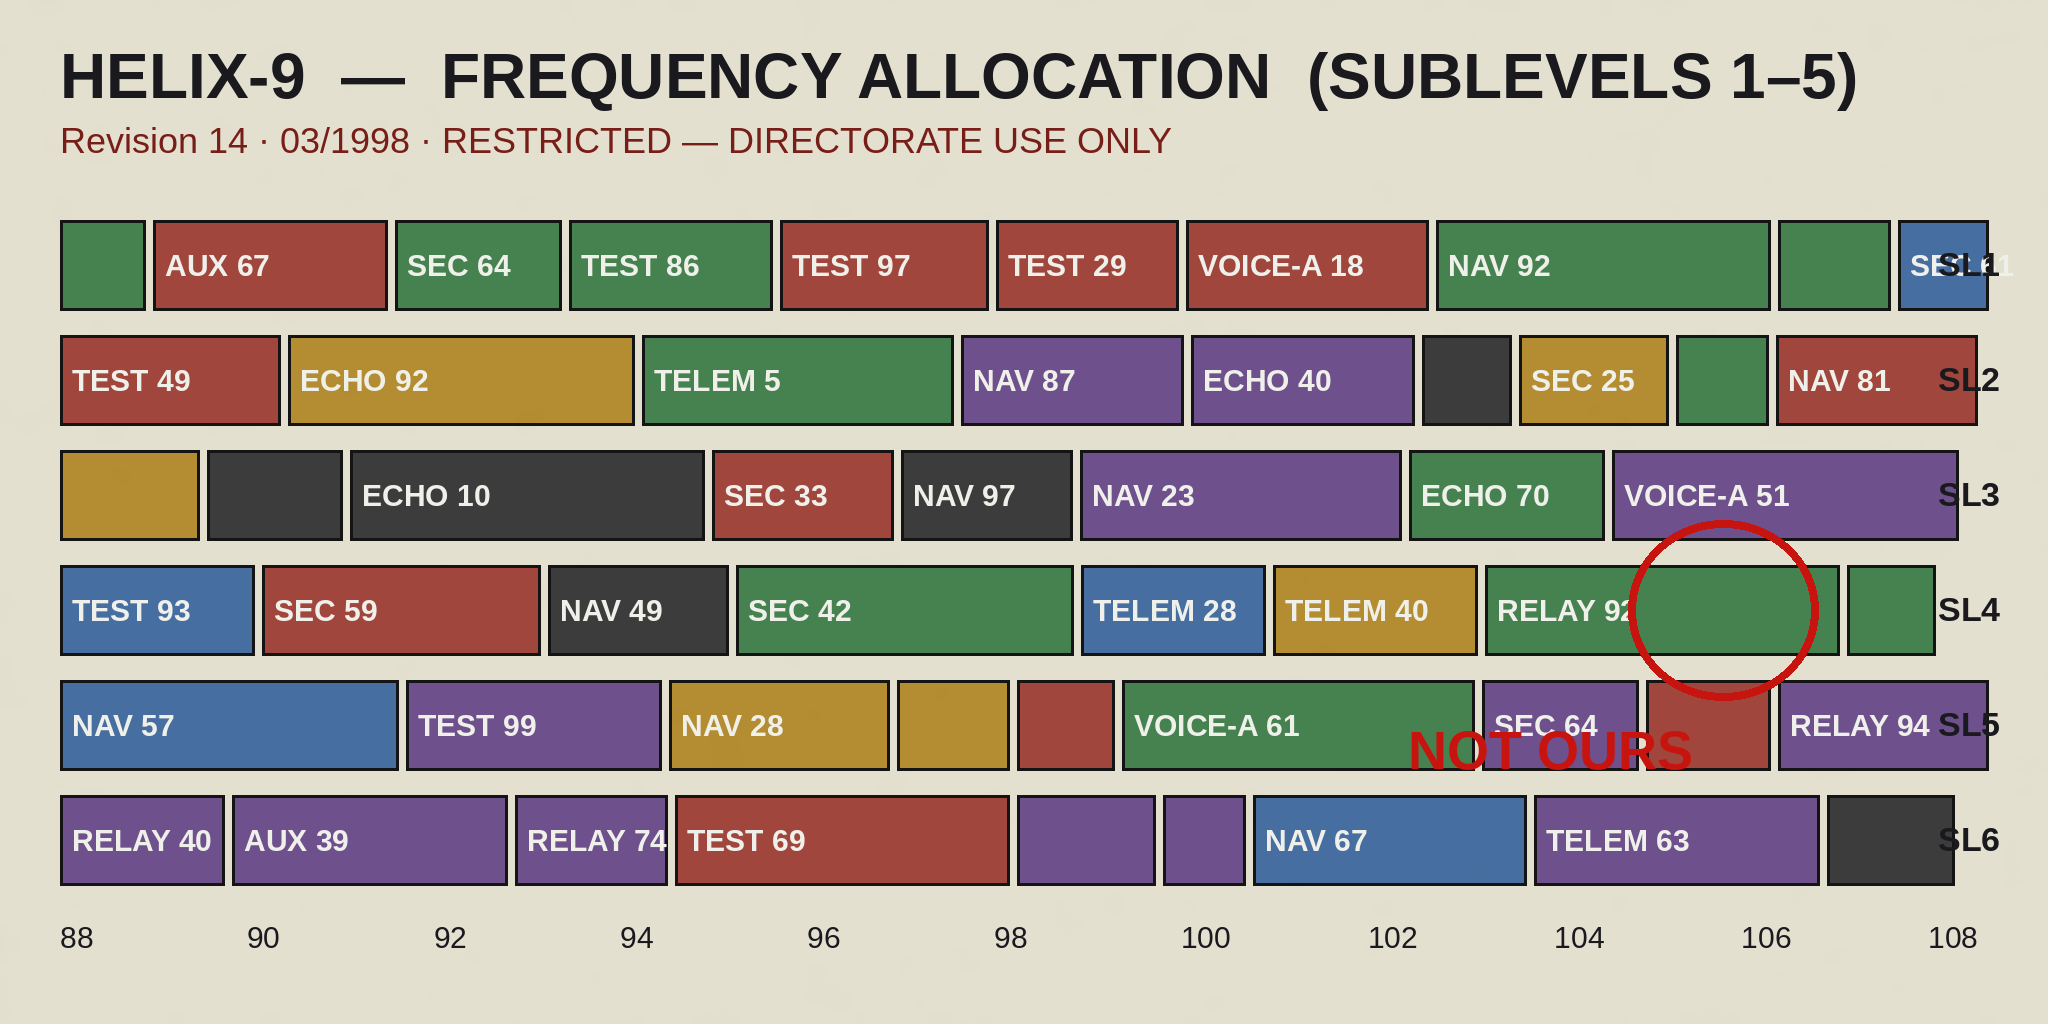 HELIX-9 — FREQUENCY ALLOCATION (SUBLEVELS 1–5)
Revision 14 · 03/1998 · RESTRICTED — DIRECTORATE USE ONLY
AUX 67 SEC 64 TEST 86 TEST 97 TEST 29 VOICE-A 18 NAV 92 SEC 61 SL1
TEST 49 ECHO 92 TELEM 5 NAV 87 ECHO 40 SEC 25 NAV 81 SL2
ECHO 10 SEC 33 NAV 97 NAV 23 ECHO 70 VOICE-A 51 SL3
TEST 93 SEC 59 NAV 49 SEC 42 TELEM 28 TELEM 40 RELAY 92 SL4
NAV 57 TEST 99 NAV 28 VOICE-A 61 SEC 64 RELAY 94 SL5
NOT OURS
RELAY 40 AUX 39 RELAY 74 TEST 69 NAV 67 TELEM 63 SL6
88 90 92 94 96 98 100 102 104 106 108